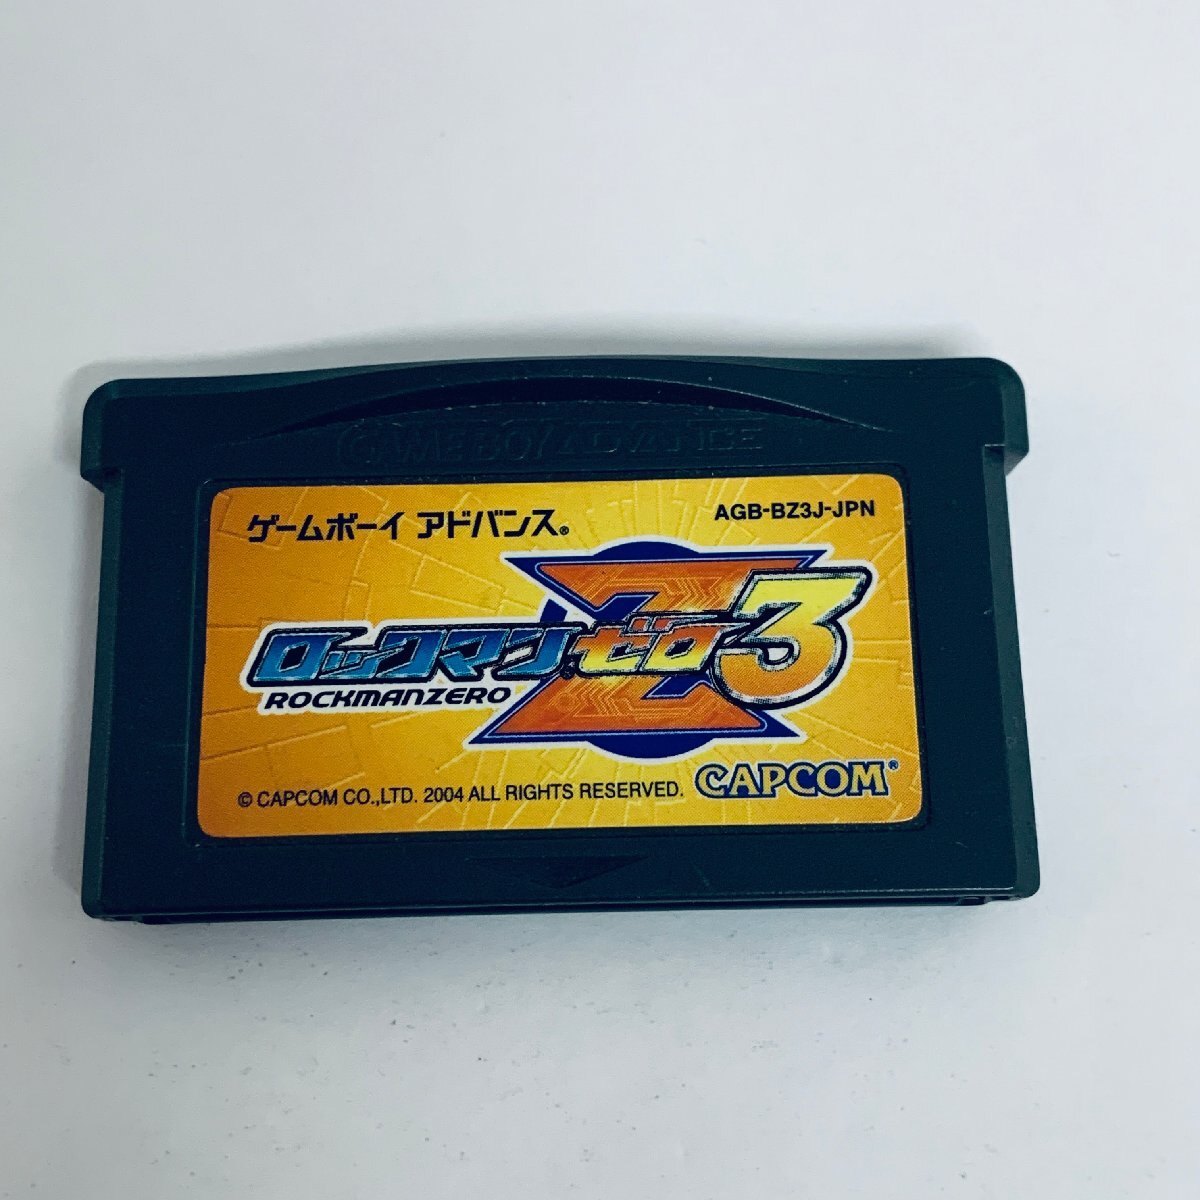 GAME BOY ADVANCE
ゲームボーイ アドバンス®
AGB-BZ3J-JPN
Z
ロックマン®ゼロ3
ROCKMANZERO
© CAPCOM CO.,LTD. 2004 ALL RIGHTS RESERVED.
CAPCOM®